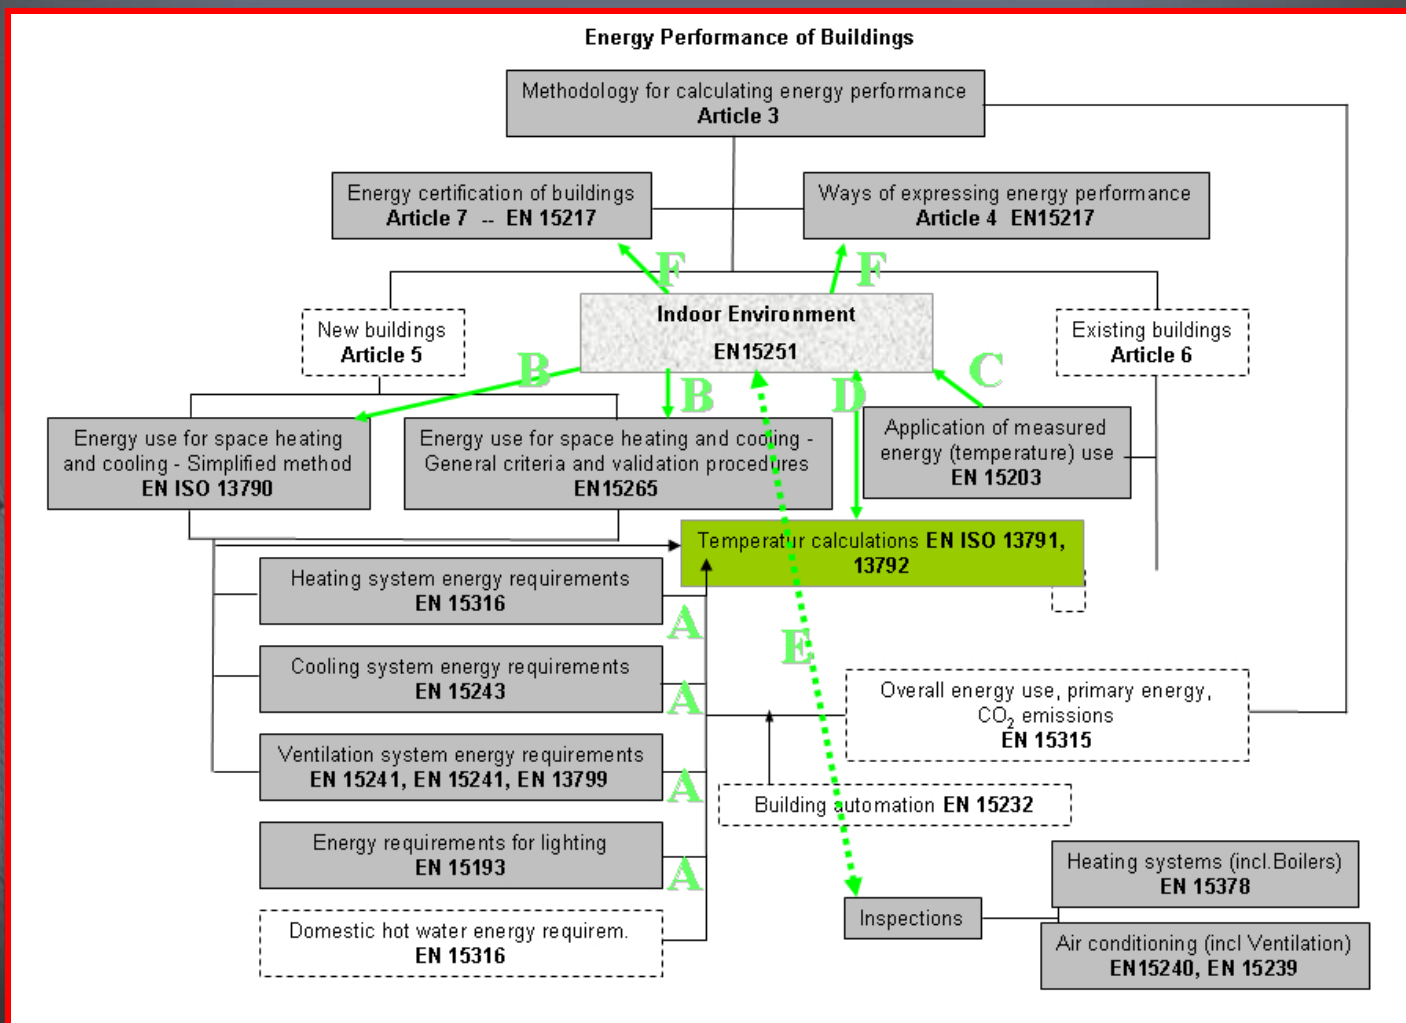 Energy Performance of Buildings
Methodology for calculating energy performance
Article 3
Energy certification of buildings
Article 7 -- EN 15217
Ways of expressing energy performance
Article 4 EN15217
F
F
Indoor Environment
EN15251
New buildings
Article 5
Existing buildings
Article 6
B
B
D
C
Energy use for space heating
and cooling - Simplified method
EN ISO 13790
Energy use for space heating and cooling -
General criteria and validation procedures
EN15265
Application of measured
energy (temperature) use
EN 15203
Temperatur calculations EN ISO 13791,
13792
Heating system energy requirements
EN 15316
A
E
Cooling system energy requirements
EN 15243
A
Overall energy use, primary energy,
CO2 emissions
EN 15315
Ventilation system energy requirements
EN 15241, EN 15241, EN 13799
A
Building automation EN 15232
Energy requirements for lighting
EN 15193
A
Heating systems (incl.Boilers)
EN 15378
Inspections
Domestic hot water energy requirem.
EN 15316
Air conditioning (incl Ventilation)
EN15240, EN 15239